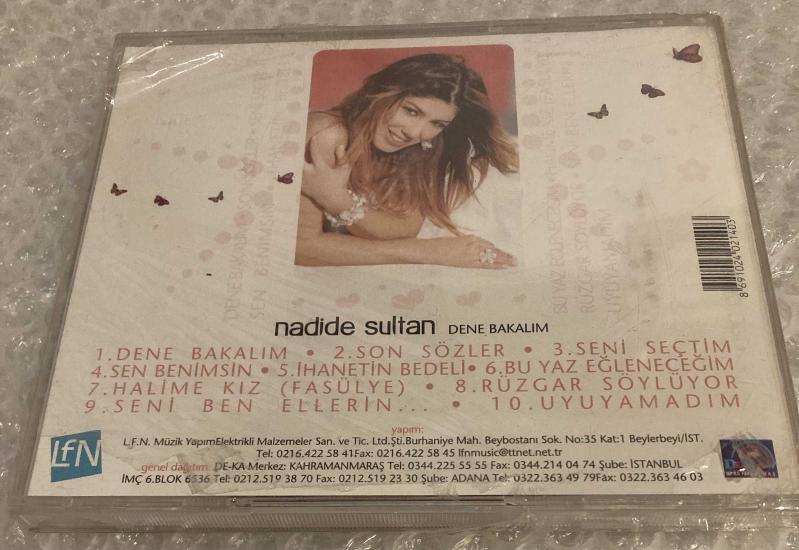 8 691024 021403
nadide sultan DENE BAKALIM
1.DENE BAKALIM • 2.SON SÖZLER • 3.SENİ SEÇTİM
4.SEN BENİMSİN • 5.İHANETİN BEDELİ • 6.BU YAZ EĞLENECEĞİM
7.HALİME KIZ (FASÜLYE) • 8.RÜZGAR SÖYLÜYOR
9.SENİ BEN ELLERİN... • 10.UYUYAMADIM
yapım:
L.F.N. Müzik YapımElektrikli Malzemeler San. ve Tic. Ltd.Şti.Burhaniye Mah. Beybostanı Sok. No:35 Kat:1 Beylerbeyi/İST.
Tel: 0216.422 58 41Fax: 0216.422 58 45 lfnmusic@ttnet.net.tr
LFN
genel dağıtım: DE-KA Merkez: KAHRAMANMARAŞ Tel: 0344.225 55 55 Fax: 0344.214 04 74 Şube: İSTANBUL
İMÇ 6.BLOK 6536 Tel: 0212.519 38 70 Fax: 0212.519 23 30 Şube: ADANA Tel: 0322.363 49 79Fax: 0322.363 46 03